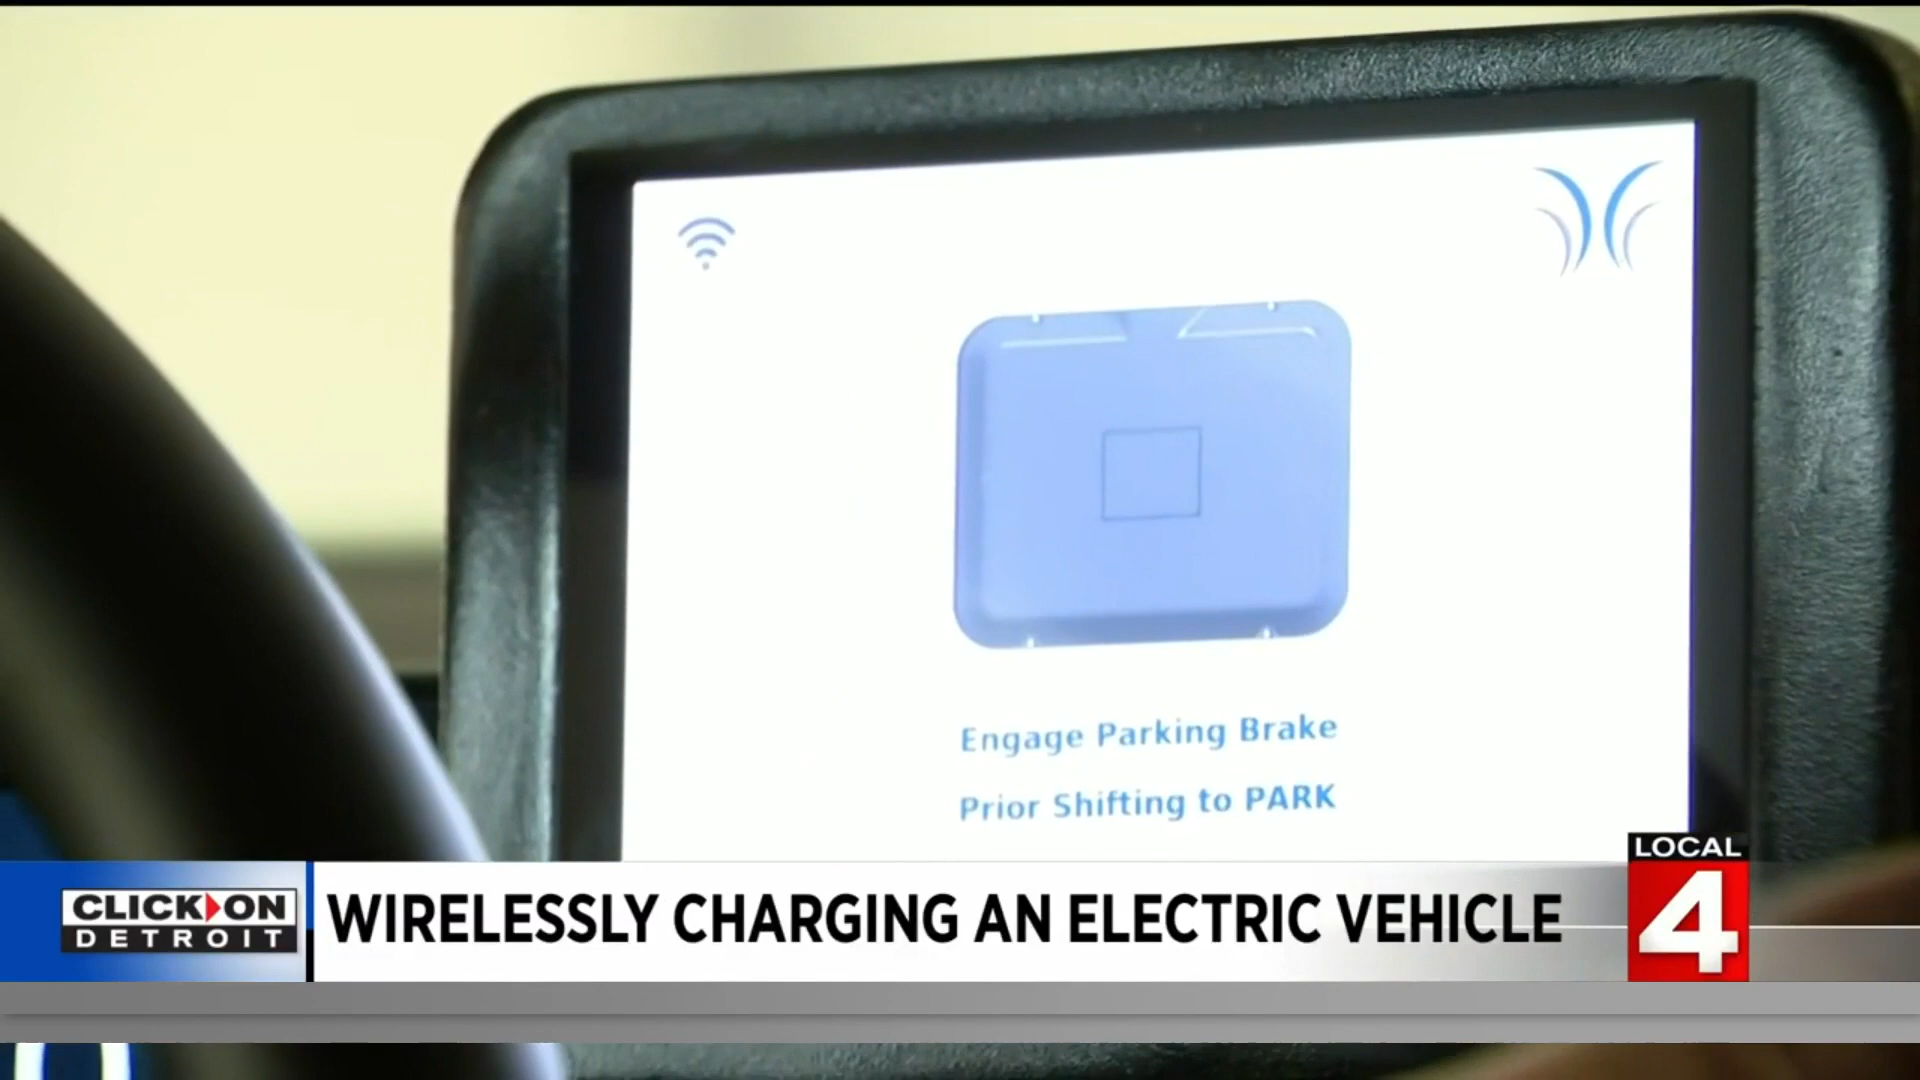 Engage Parking Brake
Prior Shifting to PARK
LOCAL
4
CLICK ON
DETROIT
WIRELESSLY CHARGING AN ELECTRIC VEHICLE